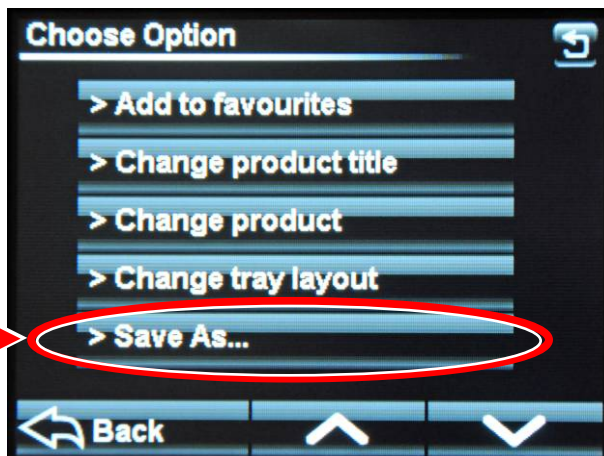 Choose Option
> Add to favourites
> Change product title
> Change product
> Change tray layout
> Save As...
Back